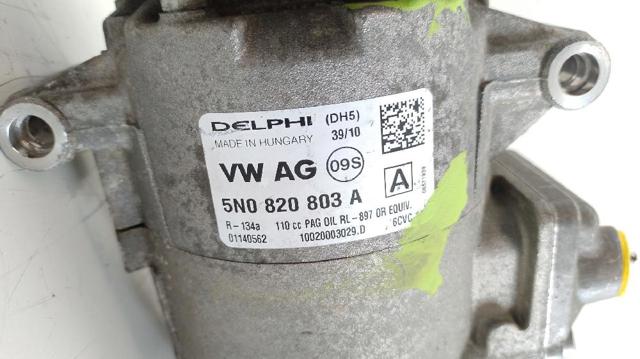 DELPHI (DH5)
MADE IN HUNGARY 39/10
VW AG 09S A
5N0 820 803 A
R-134a 110 cc PAG OIL RL-897 OR EQUIV. 6CVC
01140562 10020003029.D